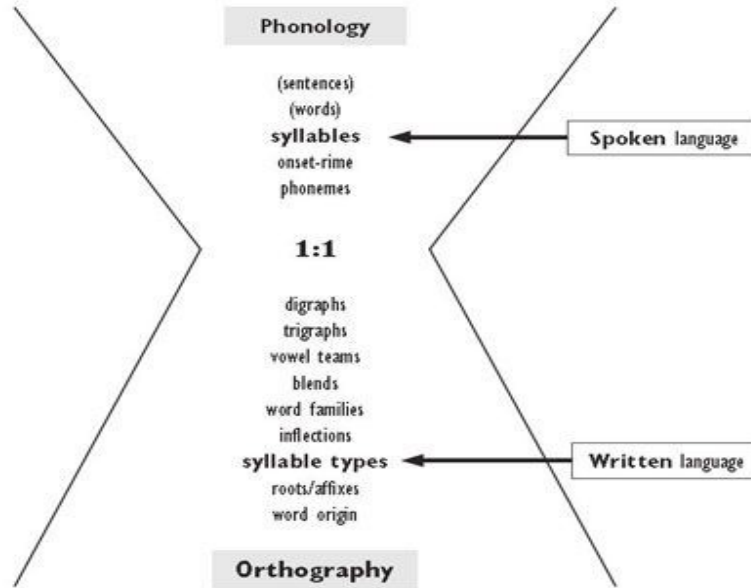 Phonology
(sentences)
(words)
syllables
Spoken language
onset-rime
phonemes
1:1
digraphs
trigraphs
vowel teams
blends
word families
inflections
syllable types
Written language
roots/affixes
word origin
Orthography